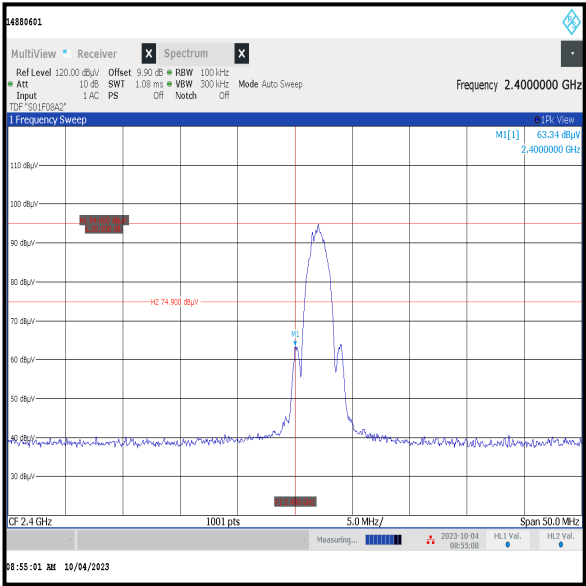 14880601
MultiView Receiver X Spectrum X
Ref Level 120.00 dBµV Offset 9.90 dB RBW 100 kHz
Att 10 dB SWT 1.08 ms VBW 300 kHz Mode Auto Sweep Frequency 2.4000000 GHz
Input 1 AC PS Off Notch Off
TDF "S01F08A2"
1 Frequency Sweep 1Pk View
M1[1] 63.34 dBµV
2.4000000 GHz
110 dBµV
100 dBµV
90 dBµV
80 dBµV
H2 74.900 dBµV
70 dBµV
M1
60 dBµV
50 dBµV
40 dBµV
30 dBµV
CF 2.4 GHz 1001 pts 5.0 MHz/ Span 50.0 MHz
Measuring... 2023-10-04 HL1 Val. HL2 Val.
08:55:00
08:55:01 AM 10/04/2023